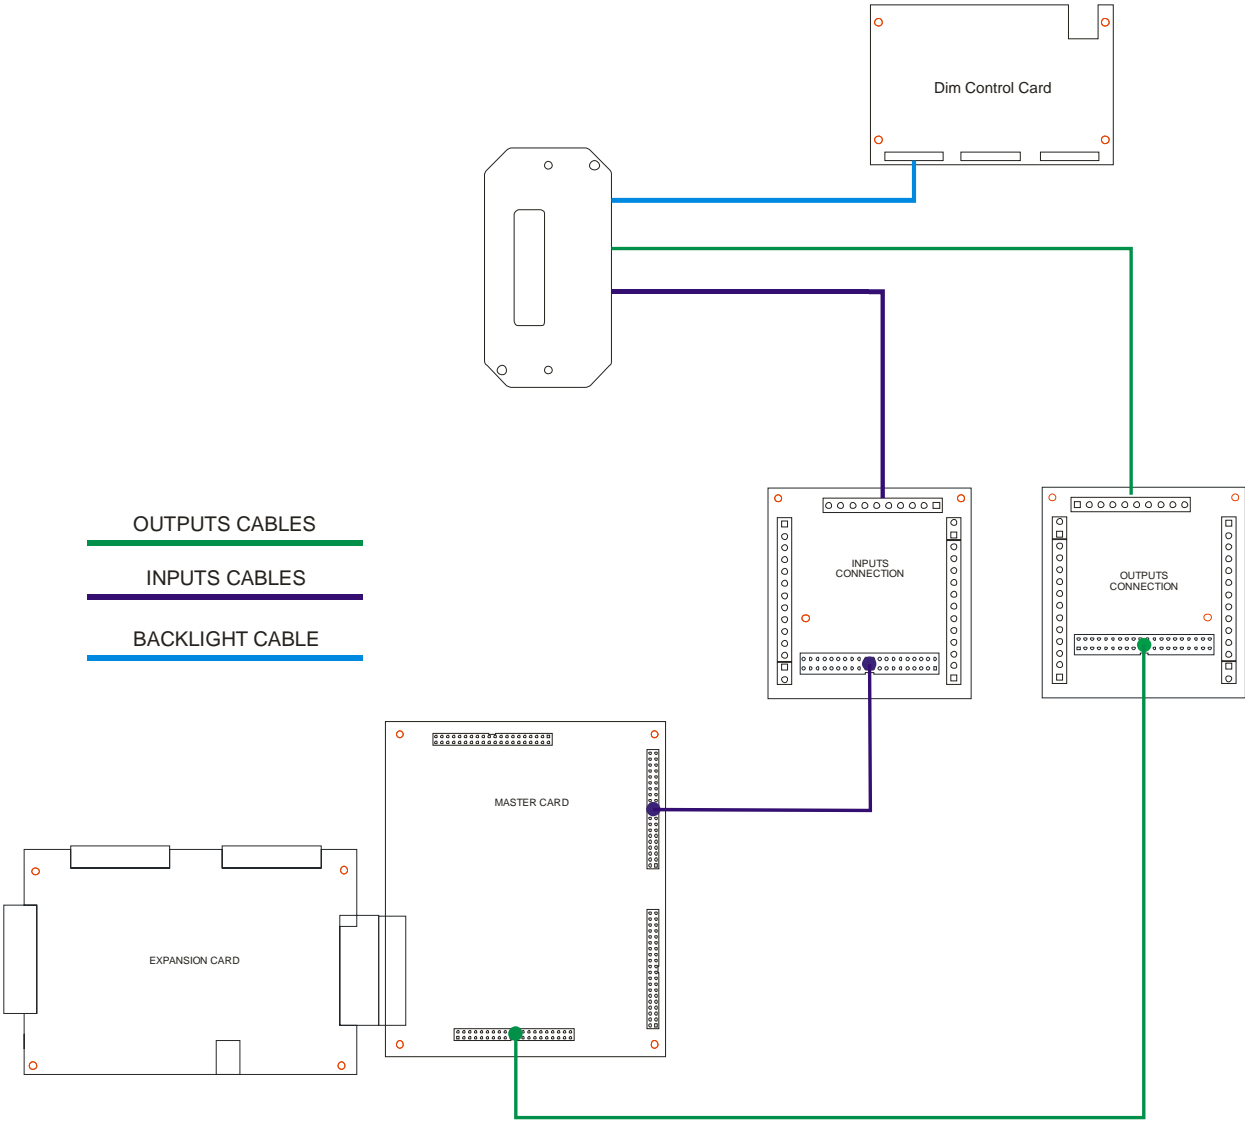 Dim Control Card
OUTPUTS CABLES
INPUTS CABLES
BACKLIGHT CABLE
INPUTS
CONNECTION
OUTPUTS
CONNECTION
MASTER CARD
EXPANSION CARD